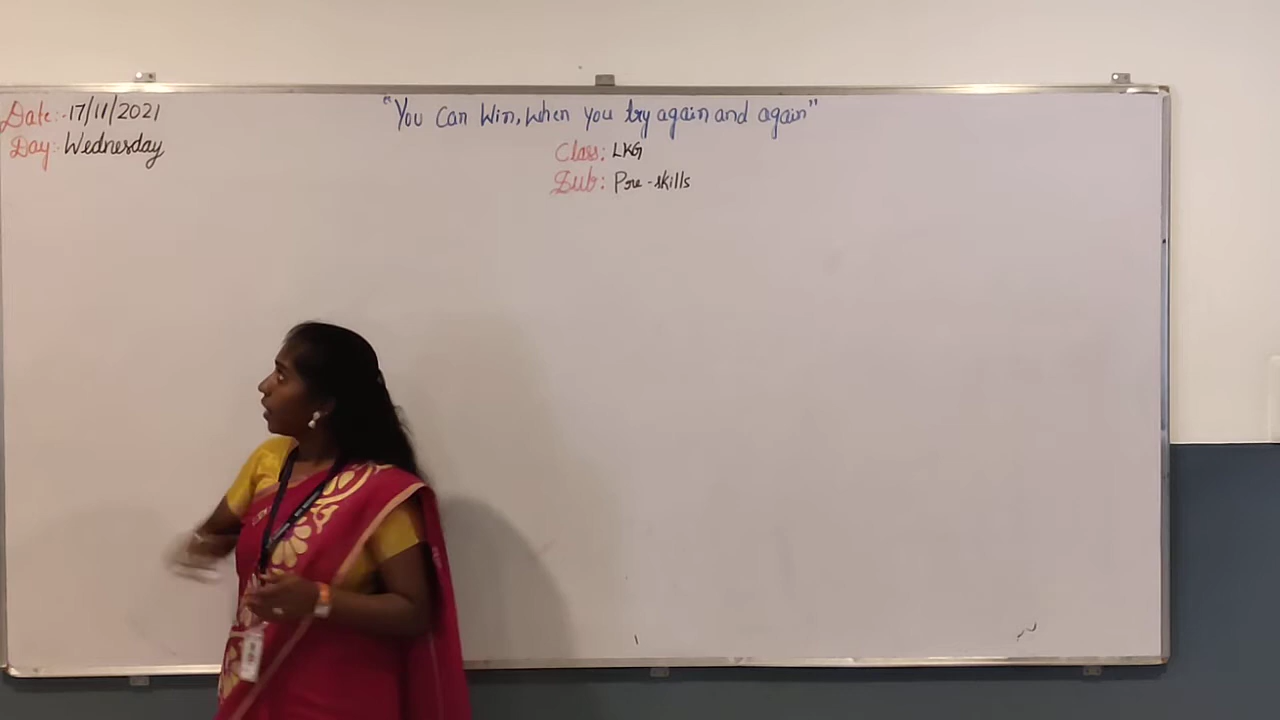 Date:- 17/11/2021
Day:- Wednesday
"You Can Win, When you try again and again"
Class: LKG
Sub: Pre-skills